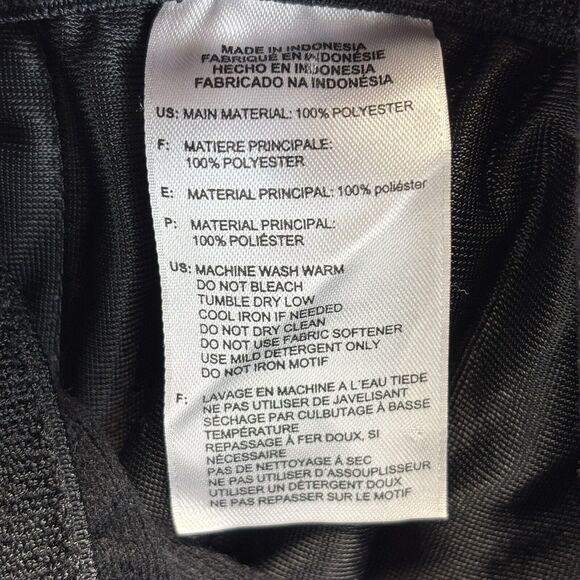 MADE IN INDONESIA
FABRIQUÉ EN INDONÉSIE
HECHO EN INDONESIA
FABRICADO NA INDONÉSIA
US: MAIN MATERIAL: 100% POLYESTER
F: MATIERE PRINCIPALE:
100% POLYESTER
E: MATERIAL PRINCIPAL: 100% poliéster
P: MATERIAL PRINCIPAL:
100% POLIÉSTER
US: MACHINE WASH WARM
DO NOT BLEACH
TUMBLE DRY LOW
COOL IRON IF NEEDED
DO NOT DRY CLEAN
DO NOT USE FABRIC SOFTENER
USE MILD DETERGENT ONLY
DO NOT IRON MOTIF
F: LAVAGE EN MACHINE A L'EAU TIEDE
NE PAS UTILISER DE JAVELISANT
SÉCHAGE PAR CULBUTAGE À BASSE
TEMPÉRATURE
REPASSAGE À FER DOUX, SI
NÉCESSAIRE
PAS DE NETTOYAGE À SEC
NE PAS UTILISER D'ASSOUPLISSEUR
UTILISER UN DÉTERGENT DOUX
NE PAS REPASSER SUR LE MOTIF